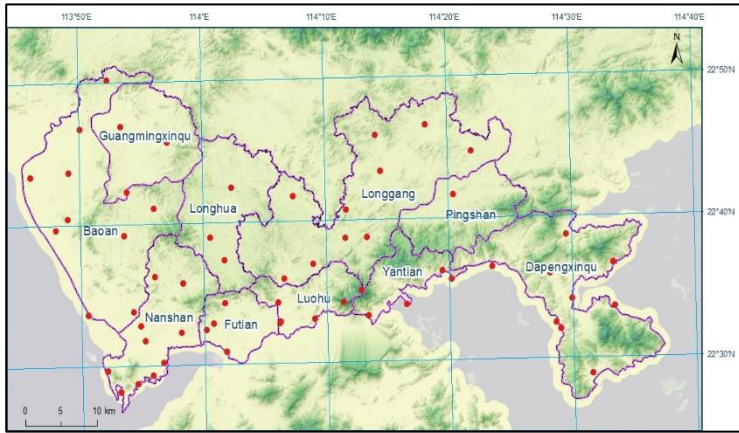 113°50'E 114°E 114°10'E 114°20'E 114°30'E 114°40'E
N
22°50'N
Guangmingxinqu
Longhua
Longgang
Pingshan
22°40'N
Baoan
Yantian
Dapengxinqu
Luohu
Nanshan
Futian
22°30'N
0 5 10 km